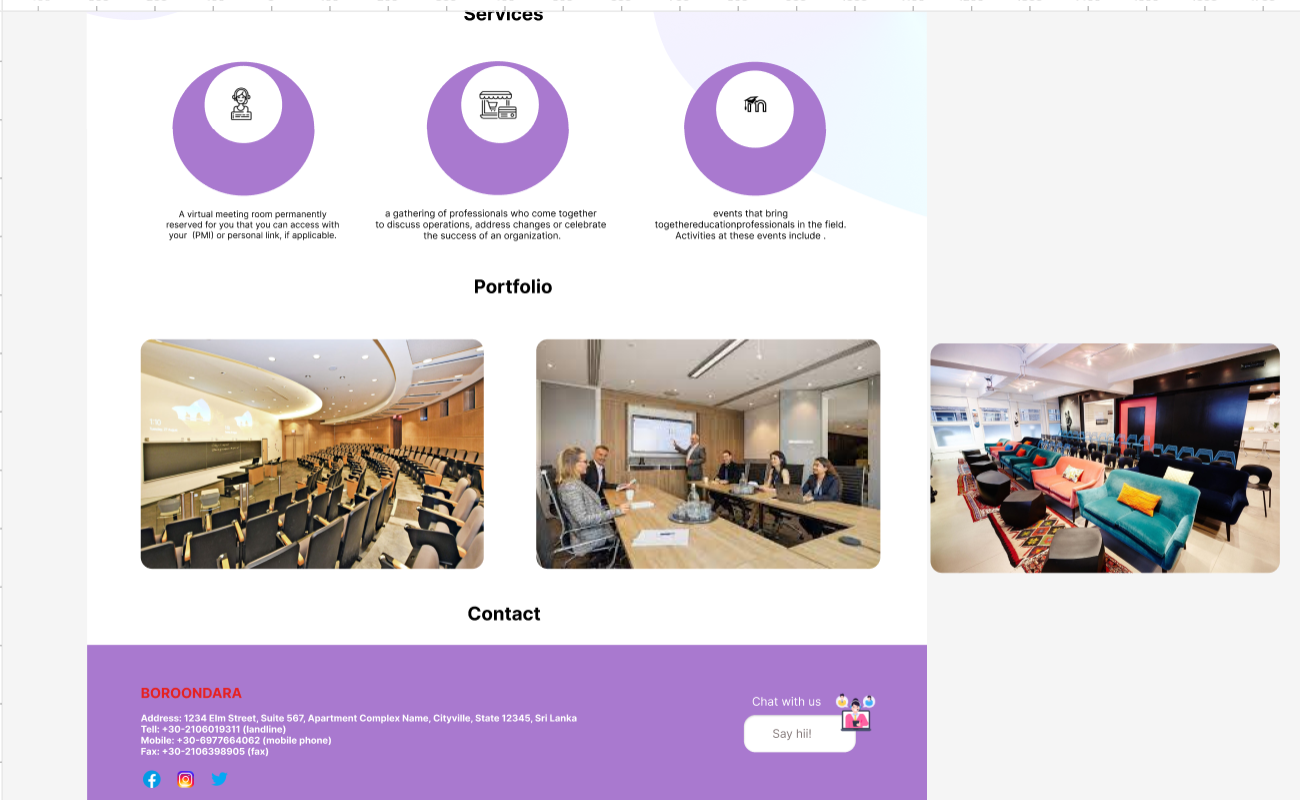 Services
A virtual meeting room permanently
reserved for you that you can access with
your (PMI) or personal link, if applicable.
a gathering of professionals who come together
to discuss operations, address changes or celebrate
the success of an organization.
events that bring
togethereducationprofessionals in the field.
Activities at these events include .
Portfolio
Contact
BOROONDARA
Address: 1234 Elm Street, Suite 567, Apartment Complex Name, Cityville, State 12345, Sri Lanka
Tell: +30-2106019311 (landline)
Mobile: +30-6977664062 (mobile phone)
Fax: +30-2106398905 (fax)
Chat with us
Say hii!